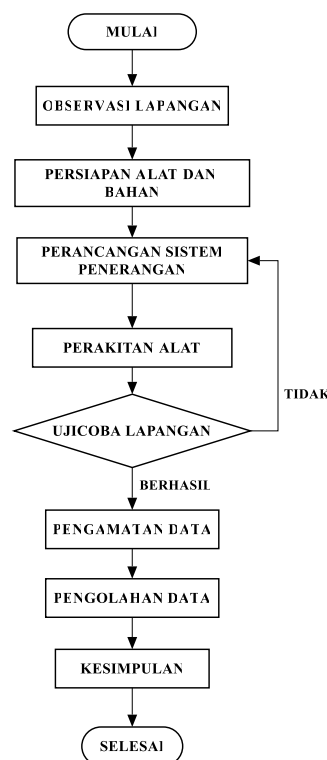 MULAI
OBSERVASI LAPANGAN
PERSIAPAN ALAT DAN
BAHAN
PERANCANGAN SISTEM
PENERANGAN
PERAKITAN ALAT
TIDAK
UJICOBA LAPANGAN
BERHASIL
PENGAMATAN DATA
PENGOLAHAN DATA
KESIMPULAN
SELESAI